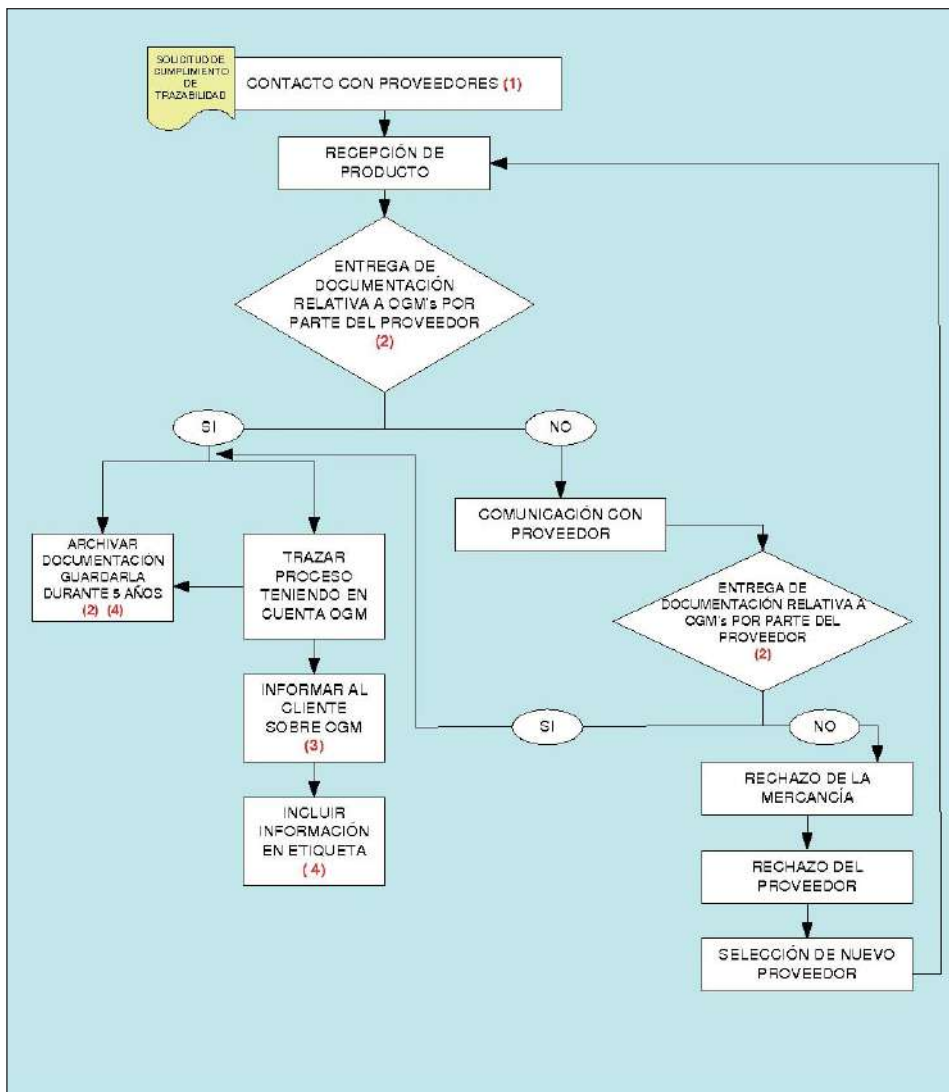 SOLICITUD DE
CUMPLIMIENTO
DE
TRAZABILIDAD
CONTACTO CON PROVEEDORES (1)
RECEPCIÓN DE
PRODUCTO
ENTREGA DE
DOCUMENTACIÓN
RELATIVA A OGM's POR
PARTE DEL PROVEEDOR
(2)
SI
NO
COMUNICACIÓN CON
PROVEEDOR
ARCHIVAR
DOCUMENTACIÓN
GUARDARLA
DURANTE 5 AÑOS
(2) (4)
TRAZAR
PROCESO
TENIENDO EN
CUENTA OGM
ENTREGA DE
DOCUMENTACIÓN RELATIVA A
OGM's POR PARTE DEL
PROVEEDOR
(2)
INFORMAR AL
CLIENTE
SOBRE OGM
(3)
SI
NO
INCLUIR
INFORMACIÓN
EN ETIQUETA
( 4)
RECHAZO DE LA
MERCANCÍA
RECHAZO DEL
PROVEEDOR
SELECCIÓN DE NUEVO
PROVEEDOR